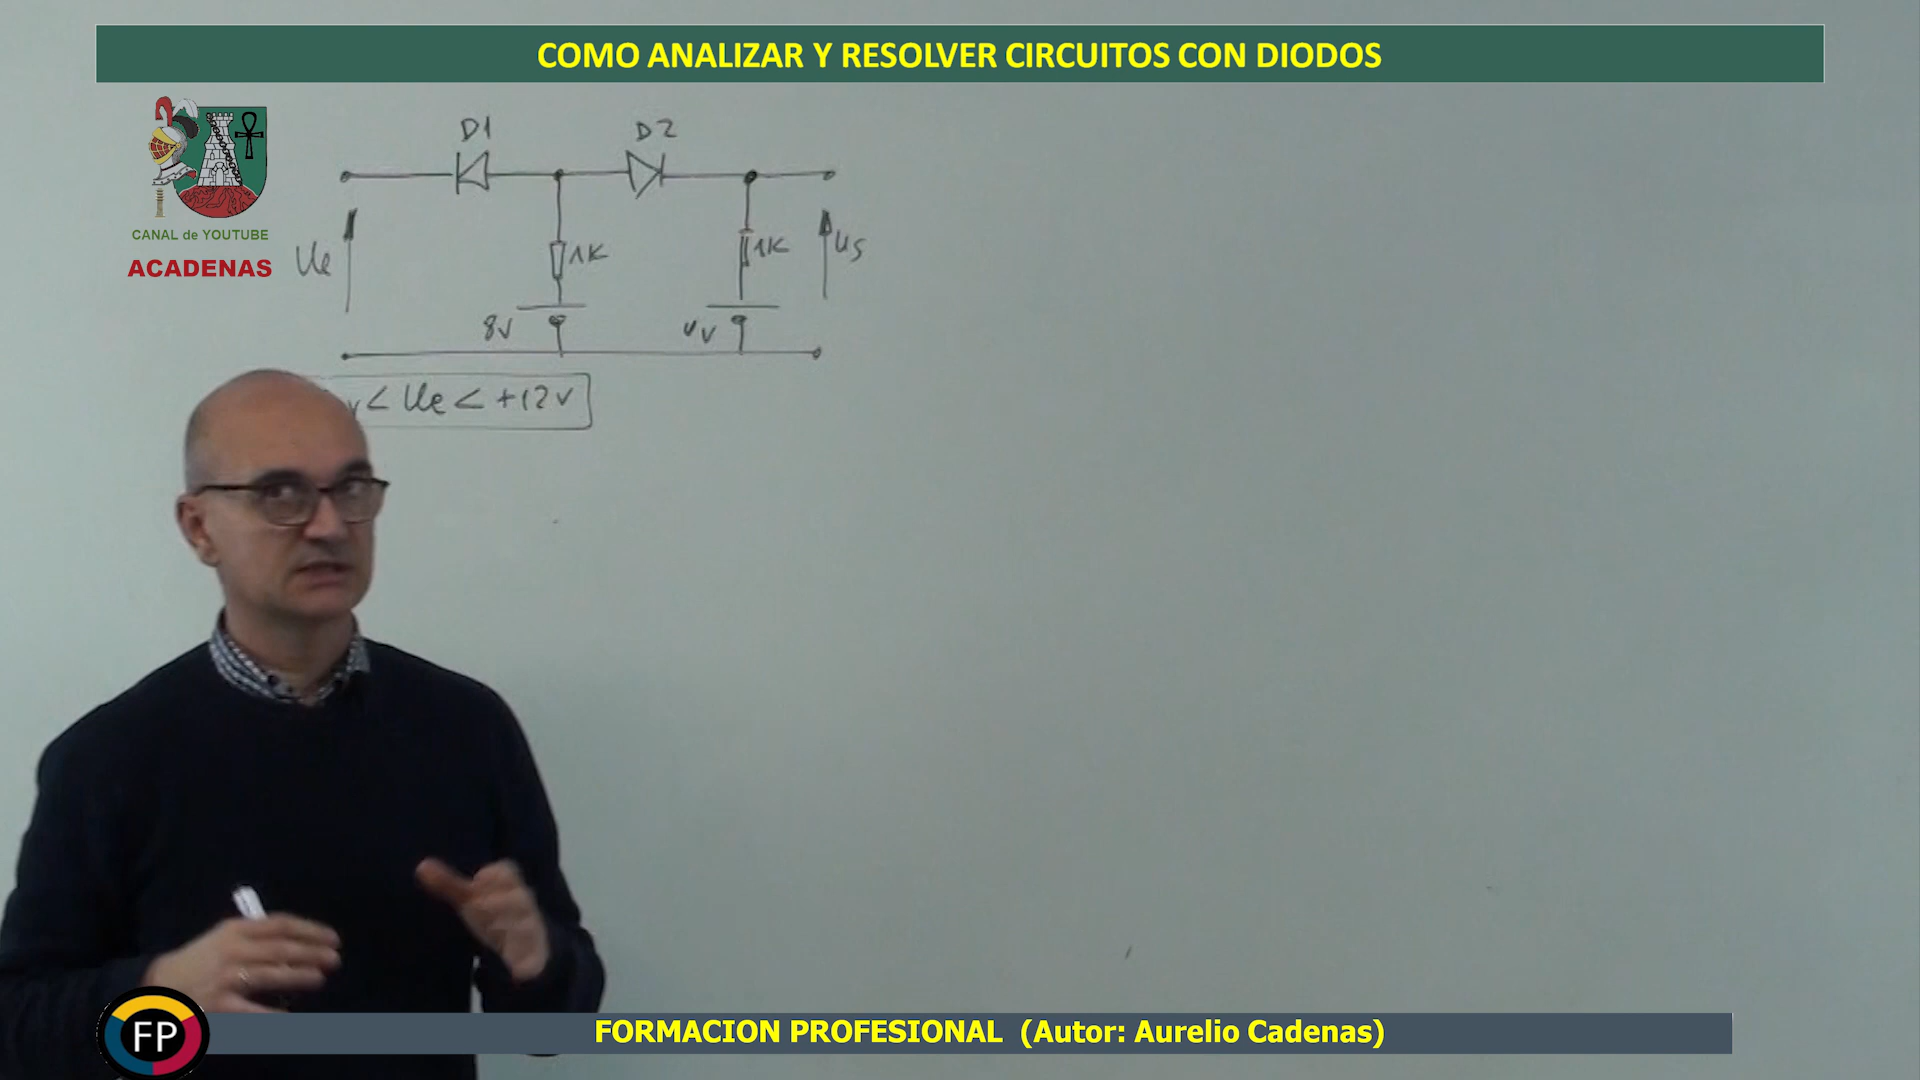 COMO ANALIZAR Y RESOLVER CIRCUITOS CON DIODOS
CANAL de YOUTUBE
ACADENAS
D1 D2
Ue 1K 1K Us
8V 4V
V < Ue < +12V
FP
FORMACION PROFESIONAL (Autor: Aurelio Cadenas)